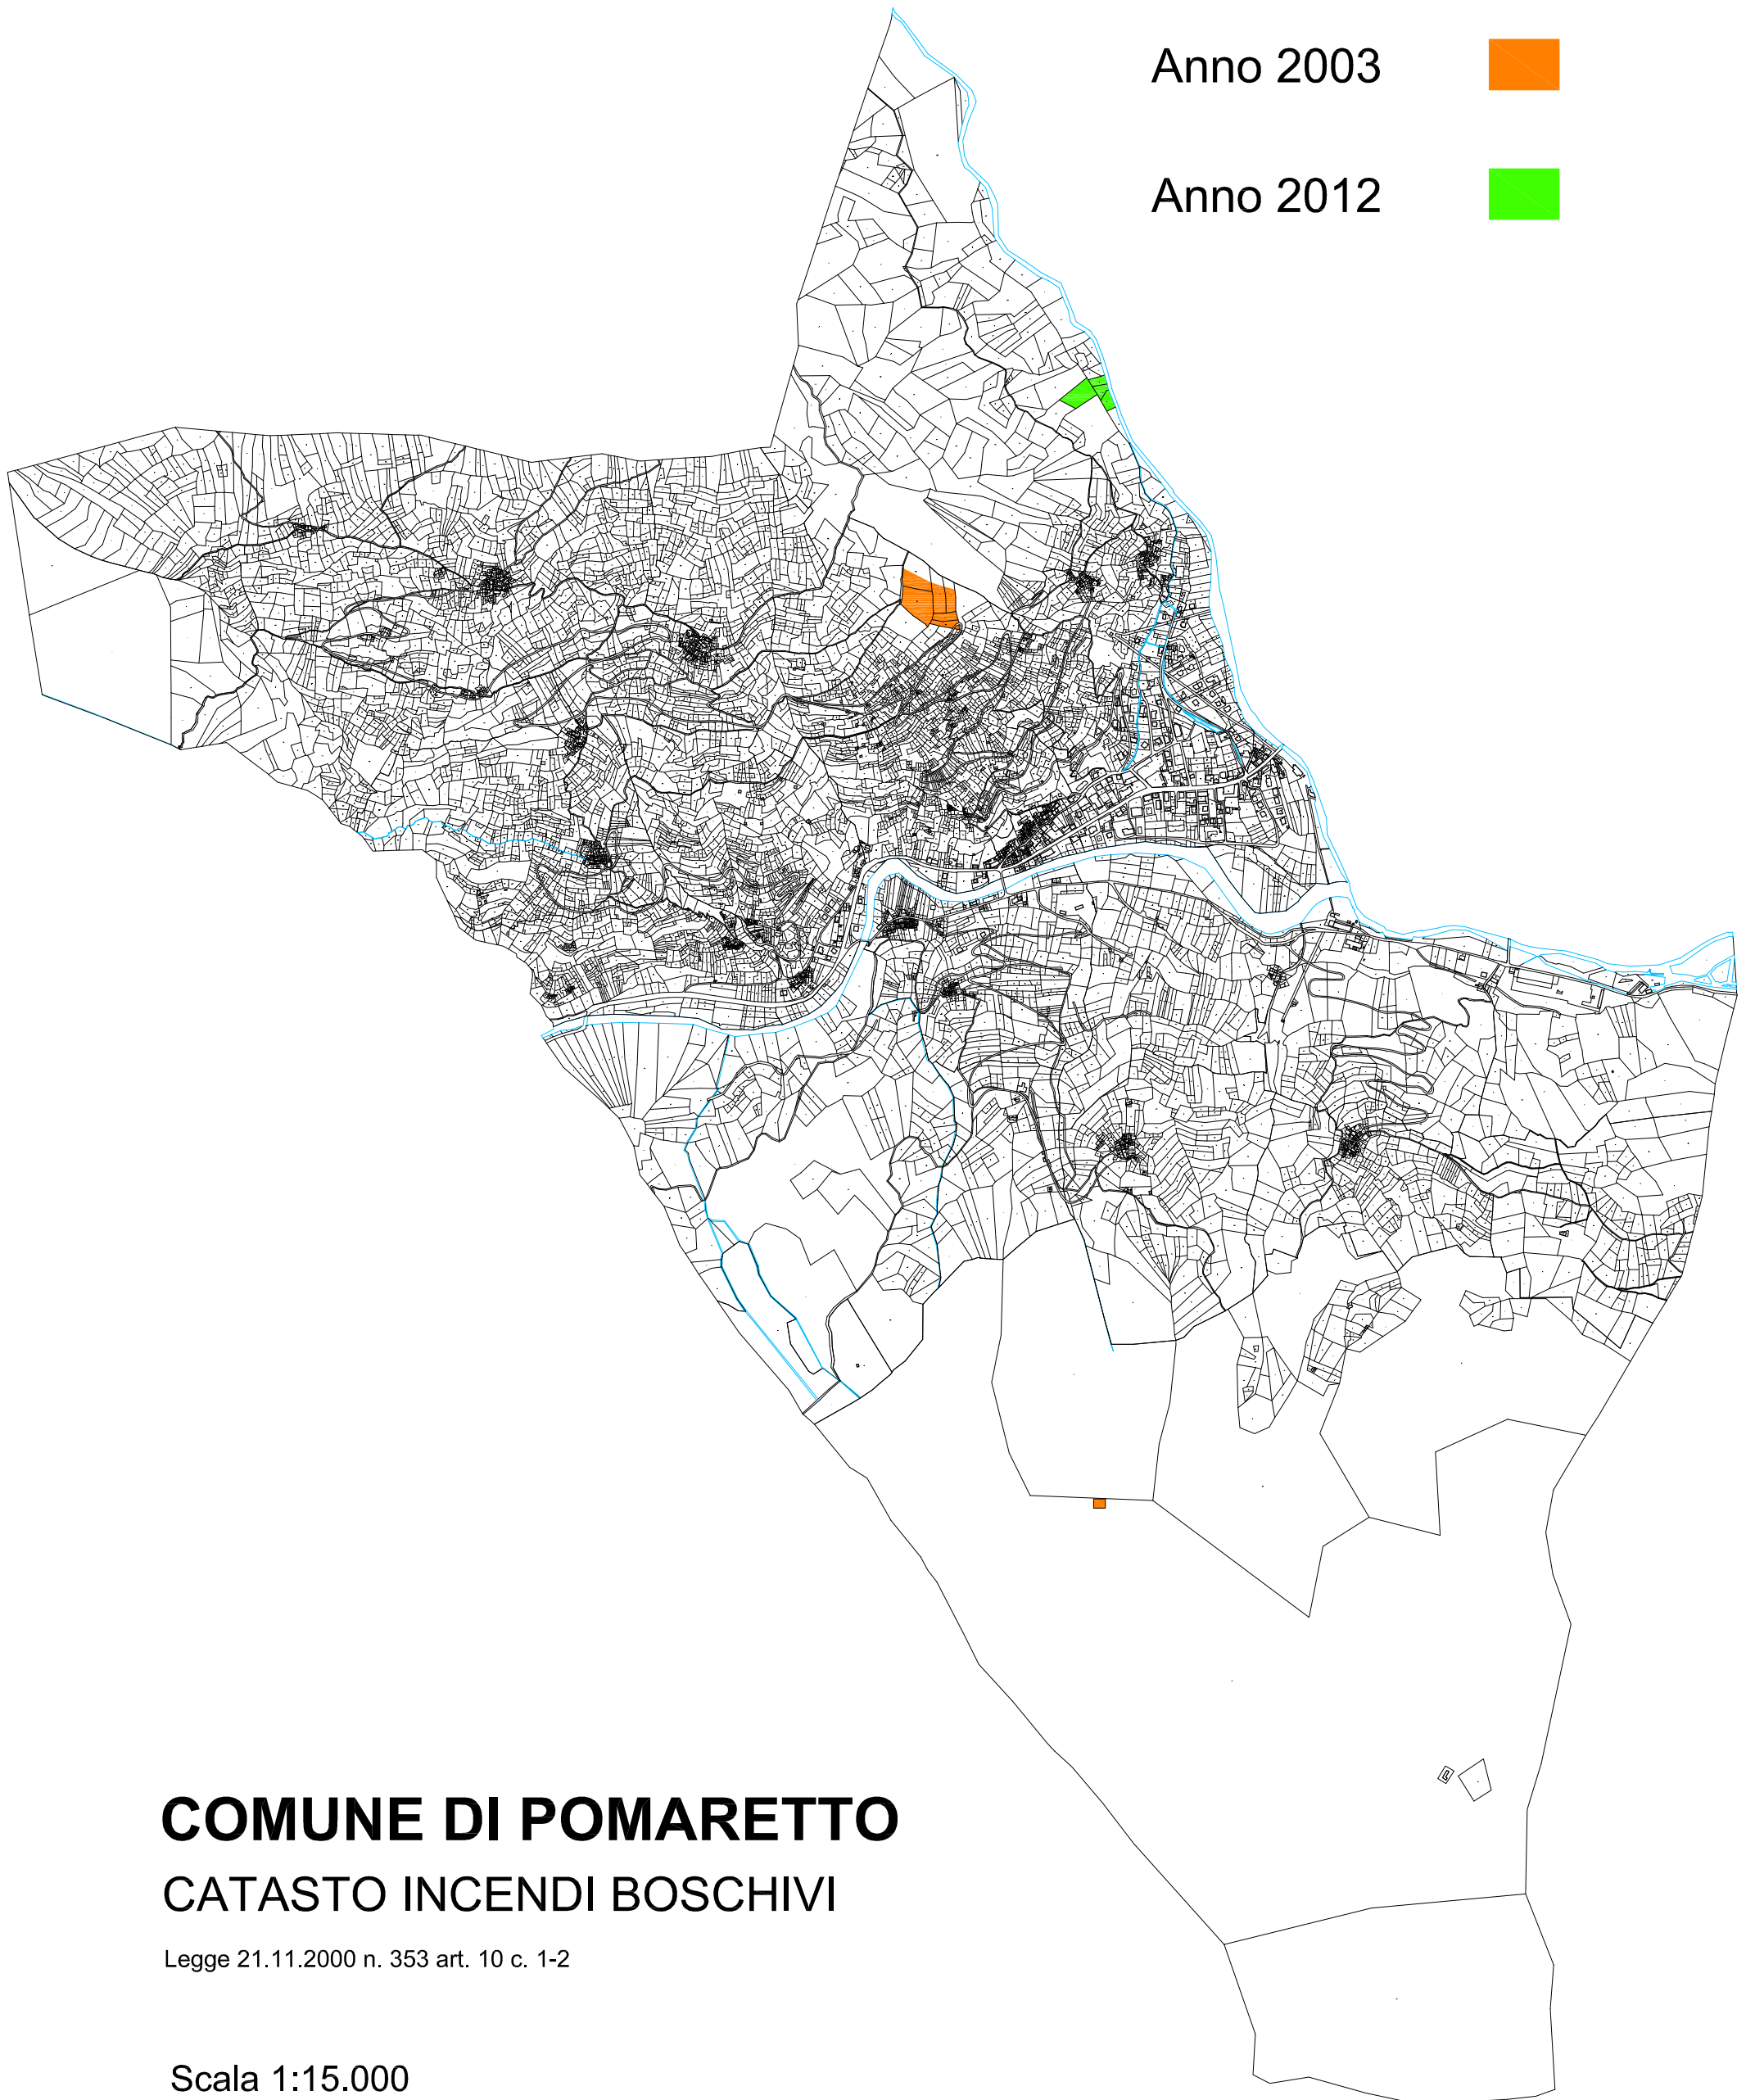 Anno 2003
Anno 2012
COMUNE DI POMARETTO
CATASTO INCENDI BOSCHIVI
Legge 21.11.2000 n. 353 art. 10 c. 1-2
Scala 1:15.000